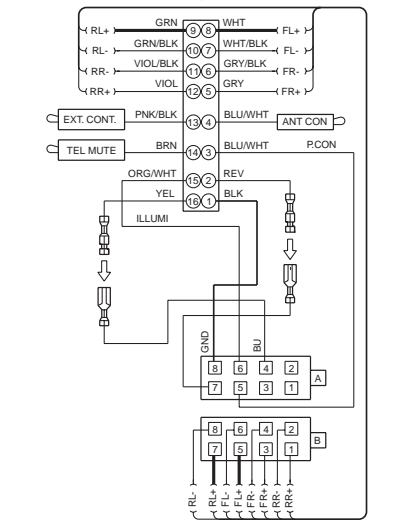 GRN 9 8 WHT
RL+ FL+
GRN/BLK 10 7 WHT/BLK
RL- FL-
VIOL/BLK 11 6 GRY/BLK
RR- FR-
VIOL 12 5 GRY
RR+ FR+
PNK/BLK 13 4 BLU/WHT
EXT. CONT. ANT CON
BRN 14 3 BLU/WHT P.CON
TEL MUTE
ORG/WHT 15 2 REV
YEL 16 1 BLK
ILLUMI
GND BU
8 6 4 2
A
7 5 3 1
8 6 4 2
B
7 5 3 1
RL- RL+ FL- FL+ FR- FR+ RR- RR+